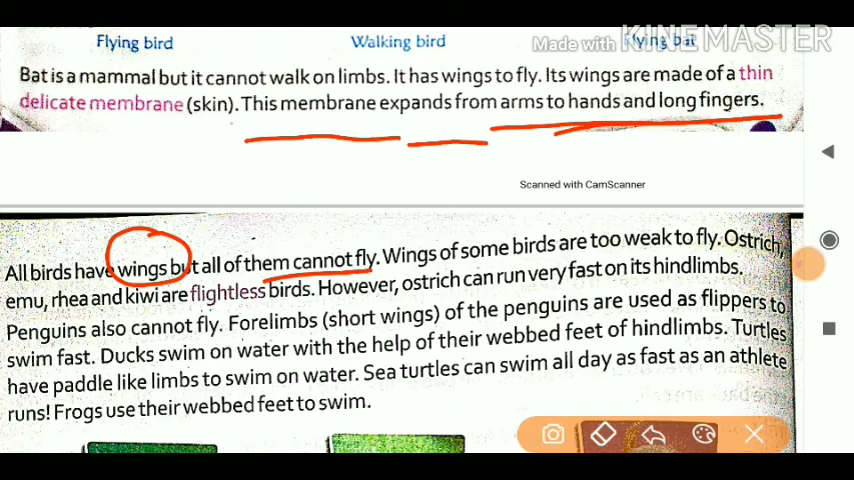 Made with KINEMASTER
Flying bird Walking bird Flying bat
Bat is a mammal but it cannot walk on limbs. It has wings to fly. Its wings are made of a thin
delicate membrane (skin). This membrane expands from arms to hands and long fingers.
Scanned with CamScanner
All birds have wings but all of them cannot fly. Wings of some birds are too weak to fly. Ostrich,
emu, rhea and kiwi are flightless birds. However, ostrich can run very fast on its hindlimbs.
Penguins also cannot fly. Forelimbs (short wings) of the penguins are used as flippers to
swim fast. Ducks swim on water with the help of their webbed feet of hindlimbs. Turtles
have paddle like limbs to swim on water. Sea turtles can swim all day as fast as an athlete
runs! Frogs use their webbed feet to swim.